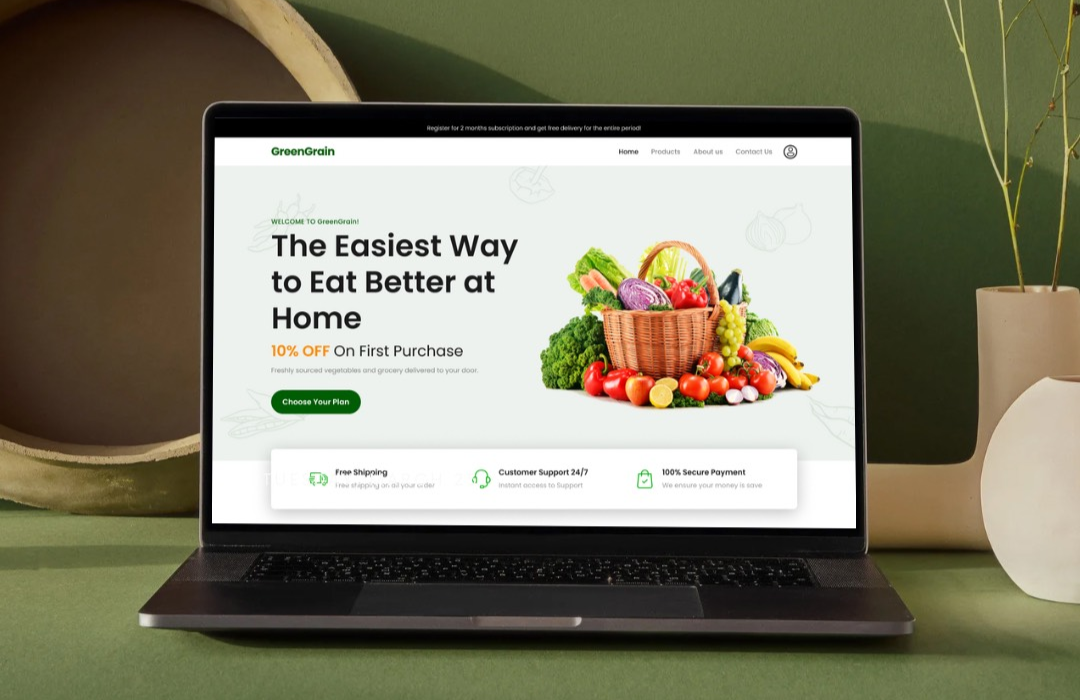 Register for 2 months subscription and get free delivery for the entire period!
GreenGrain
Home Products About us Contact Us
WELCOME TO GreenGrain!
The Easiest Way
to Eat Better at
Home
10% OFF On First Purchase
Freshly sourced vegetables and grocery delivered to your door.
Choose Your Plan
Free Shipping
Free shipping on all your order
Customer Support 24/7
Instant access to Support
100% Secure Payment
We ensure your money is save